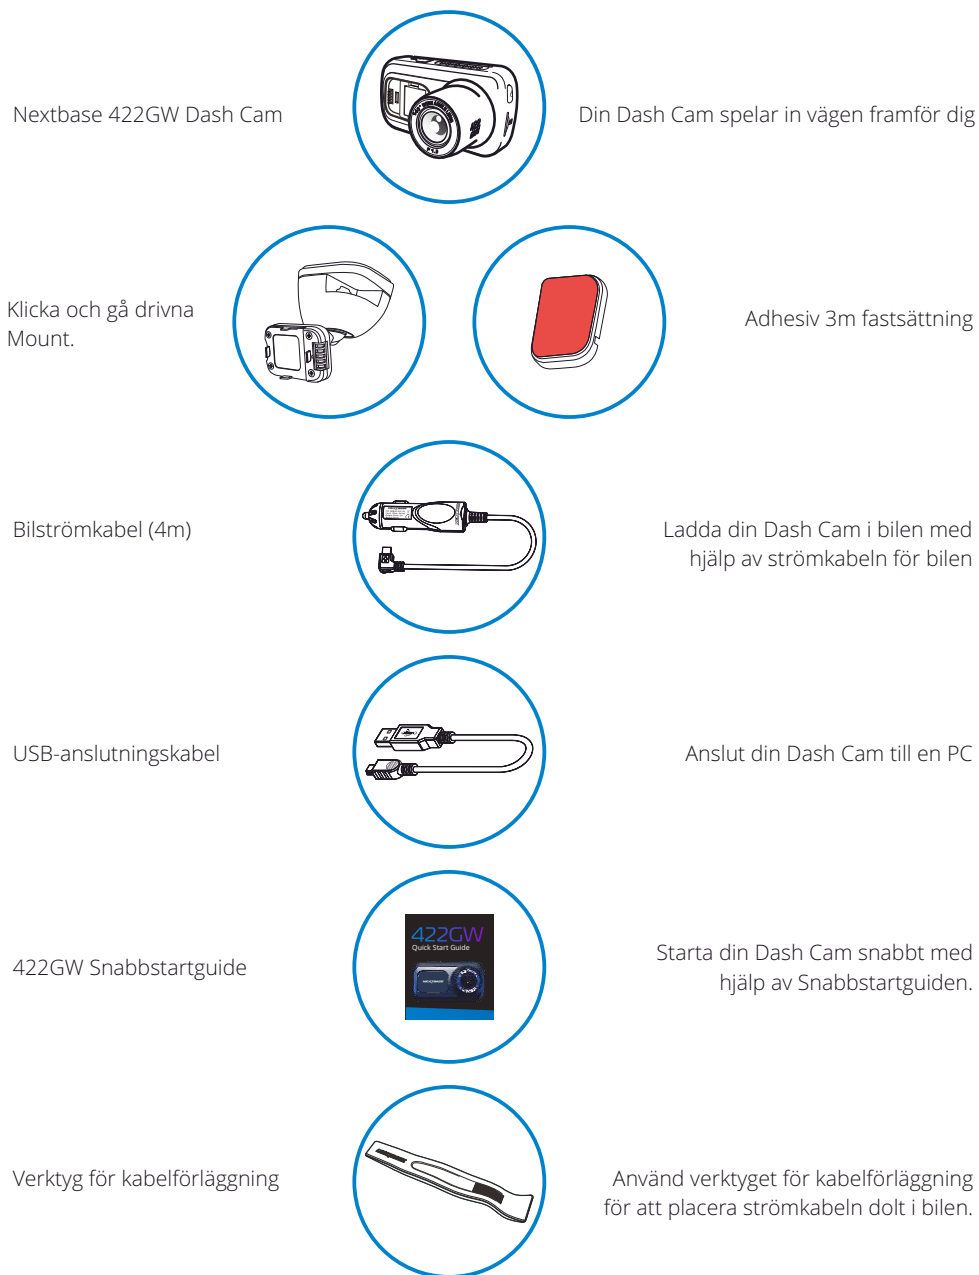 Nextbase 422GW Dash Cam
Din Dash Cam spelar in vägen framför dig
Klicka och gå drivna
Mount.
Adhesiv 3m fastsättning
Bilströmkabel (4m)
Ladda din Dash Cam i bilen med
hjälp av strömkabeln för bilen
USB-anslutningskabel
Anslut din Dash Cam till en PC
422GW Snabbstartguide
422GW
Quick Start Guide
Starta din Dash Cam snabbt med
hjälp av Snabbstartguiden.
Verktyg för kabelförläggning
Använd verktyget för kabelförläggning
för att placera strömkabeln dolt i bilen.